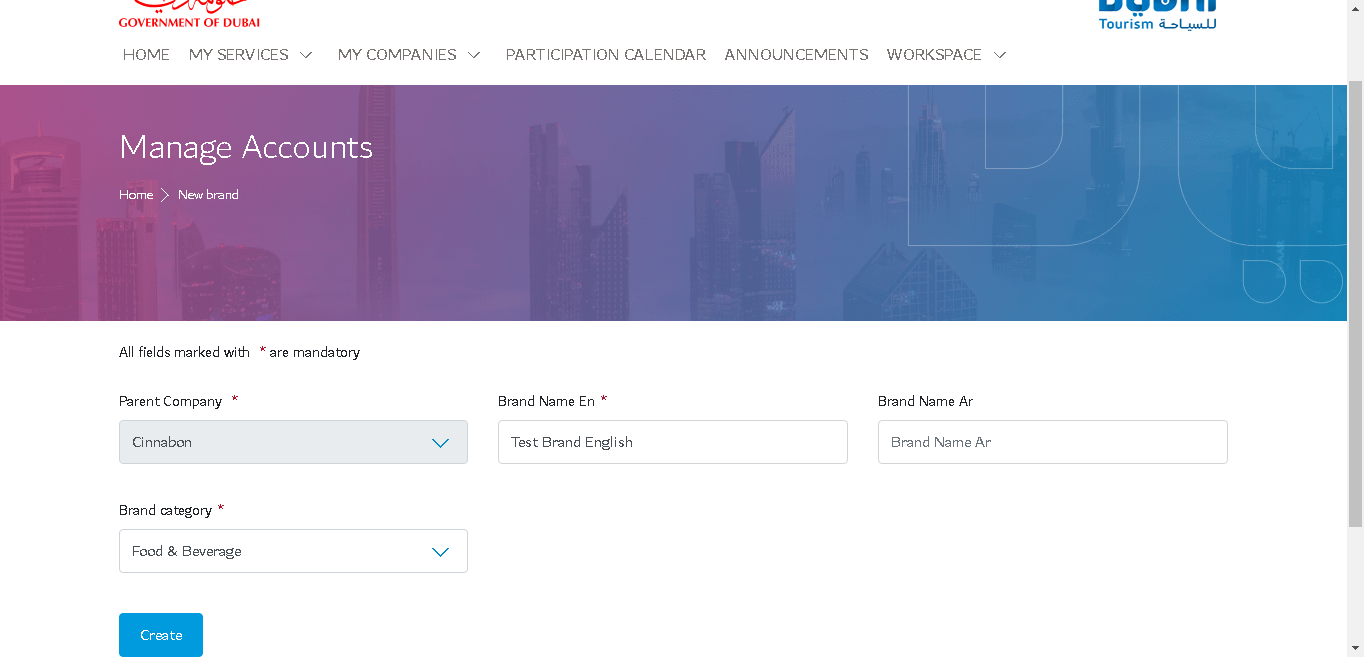 GOVERNMENT OF DUBAI
Tourism للسياحة
HOME MY SERVICES MY COMPANIES PARTICIPATION CALENDAR ANNOUNCEMENTS WORKSPACE
Manage Accounts
Home New brand
All fields marked with * are mandatory
Parent Company * Brand Name En * Brand Name Ar
Cinnabon Test Brand English Brand Name Ar
Brand category *
Food & Beverage
Create